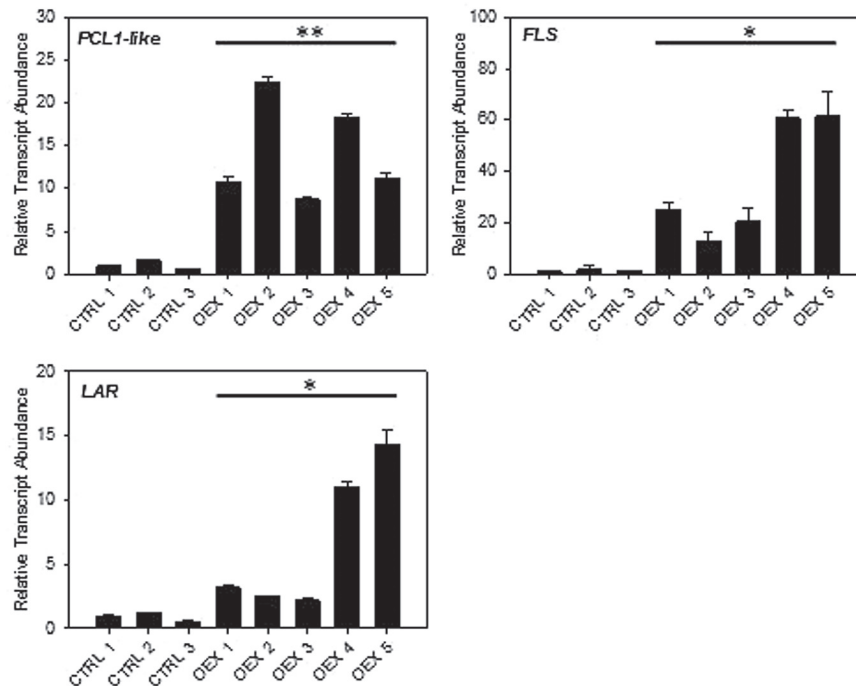 PCL1-like
**
Relative Transcript Abundance
30
25
20
15
10
5
0
CTRL 1
CTRL 2
CTRL 3
OEX 1
OEX 2
OEX 3
OEX 4
OEX 5
FLS
*
Relative Transcript Abundance
100
80
60
40
20
0
CTRL 1
CTRL 2
CTRL 3
OEX 1
OEX 2
OEX 3
OEX 4
OEX 5
LAR
*
Relative Transcript Abundance
20
15
10
5
0
CTRL 1
CTRL 2
CTRL 3
OEX 1
OEX 2
OEX 3
OEX 4
OEX 5